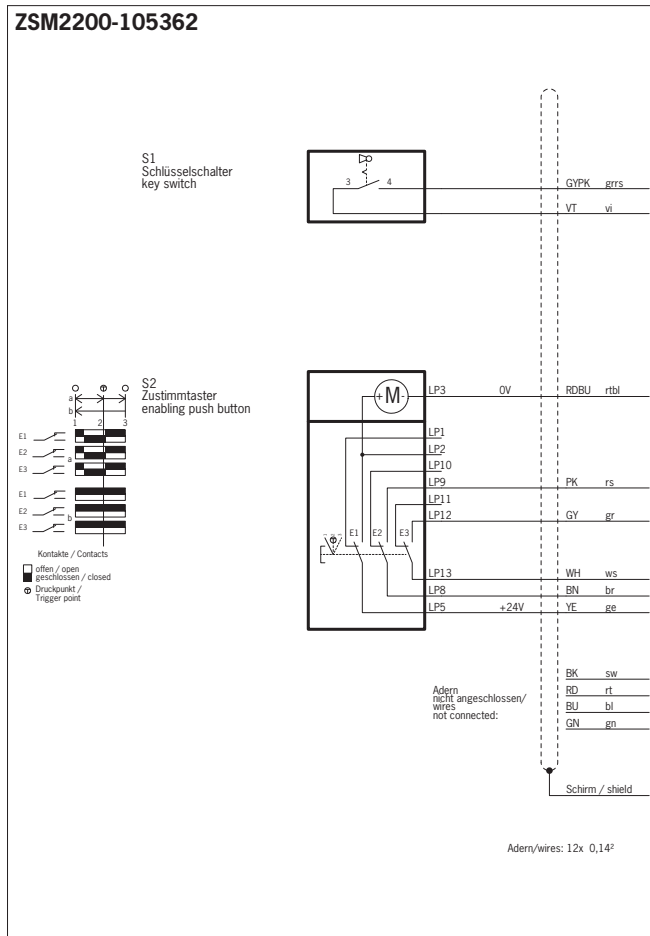 ZSM2200-105362
S1
Schlüsselschalter
key switch
3 4
GYPK grrs
VT vi
S2
Zustimmtaster
enabling push button
a
b
1 2 3
E1
E2
a
E3
E1
E2
b
E3
Kontakte / Contacts
offen / open
geschlossen / closed
Druckpunkt /
Trigger point
+M-
LP3 0V RDBU rtbl
LP1
LP2
LP10
LP9 PK rs
LP11
LP12 GY gr
E1 E2 E3
LP13 WH ws
LP8 BN br
LP5 +24V YE ge
Adern
nicht angeschlossen/
wires
not connected:
BK sw
RD rt
BU bl
GN gn
Schirm / shield
Adern/wires: 12x 0,14²